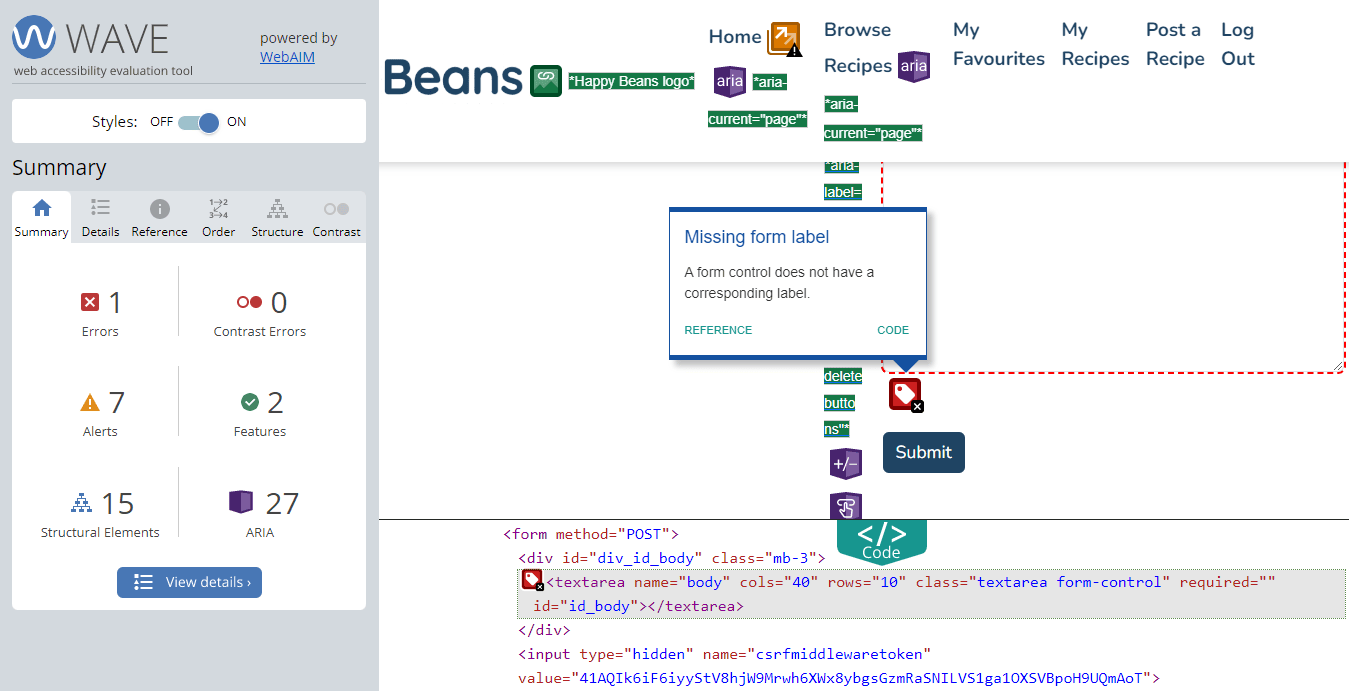 WAVE
web accessibility evaluation tool
powered by
WebAIM
Styles: OFF ON
Summary
Summary Details Reference Order Structure Contrast
1
Errors
0
Contrast Errors
7
Alerts
2
Features
15
Structural Elements
27
ARIA
View details ›
Beans *Happy Beans logo*
Home
aria *aria-
current="page"*
Browse
Recipes aria
*aria-
current="page"*
My
Favourites
My
Recipes
Post a
Recipe
Log
Out
*aria-
label=
Missing form label
A form control does not have a
corresponding label.
REFERENCE CODE
delete
butto
ns"*
+/-
Submit
</>
Code
<form method="POST">
<div id="div_id_body" class="mb-3">
<textarea name="body" cols="40" rows="10" class="textarea form-control" required=""
id="id_body"></textarea>
</div>
<input type="hidden" name="csrfmiddlewaretoken"
value="41AQIk6iF6iyyStV8hjW9Mrwh6XWx8ybgsGzmRaSNILVS1ga1OXSVBpoH9UQmAoT">